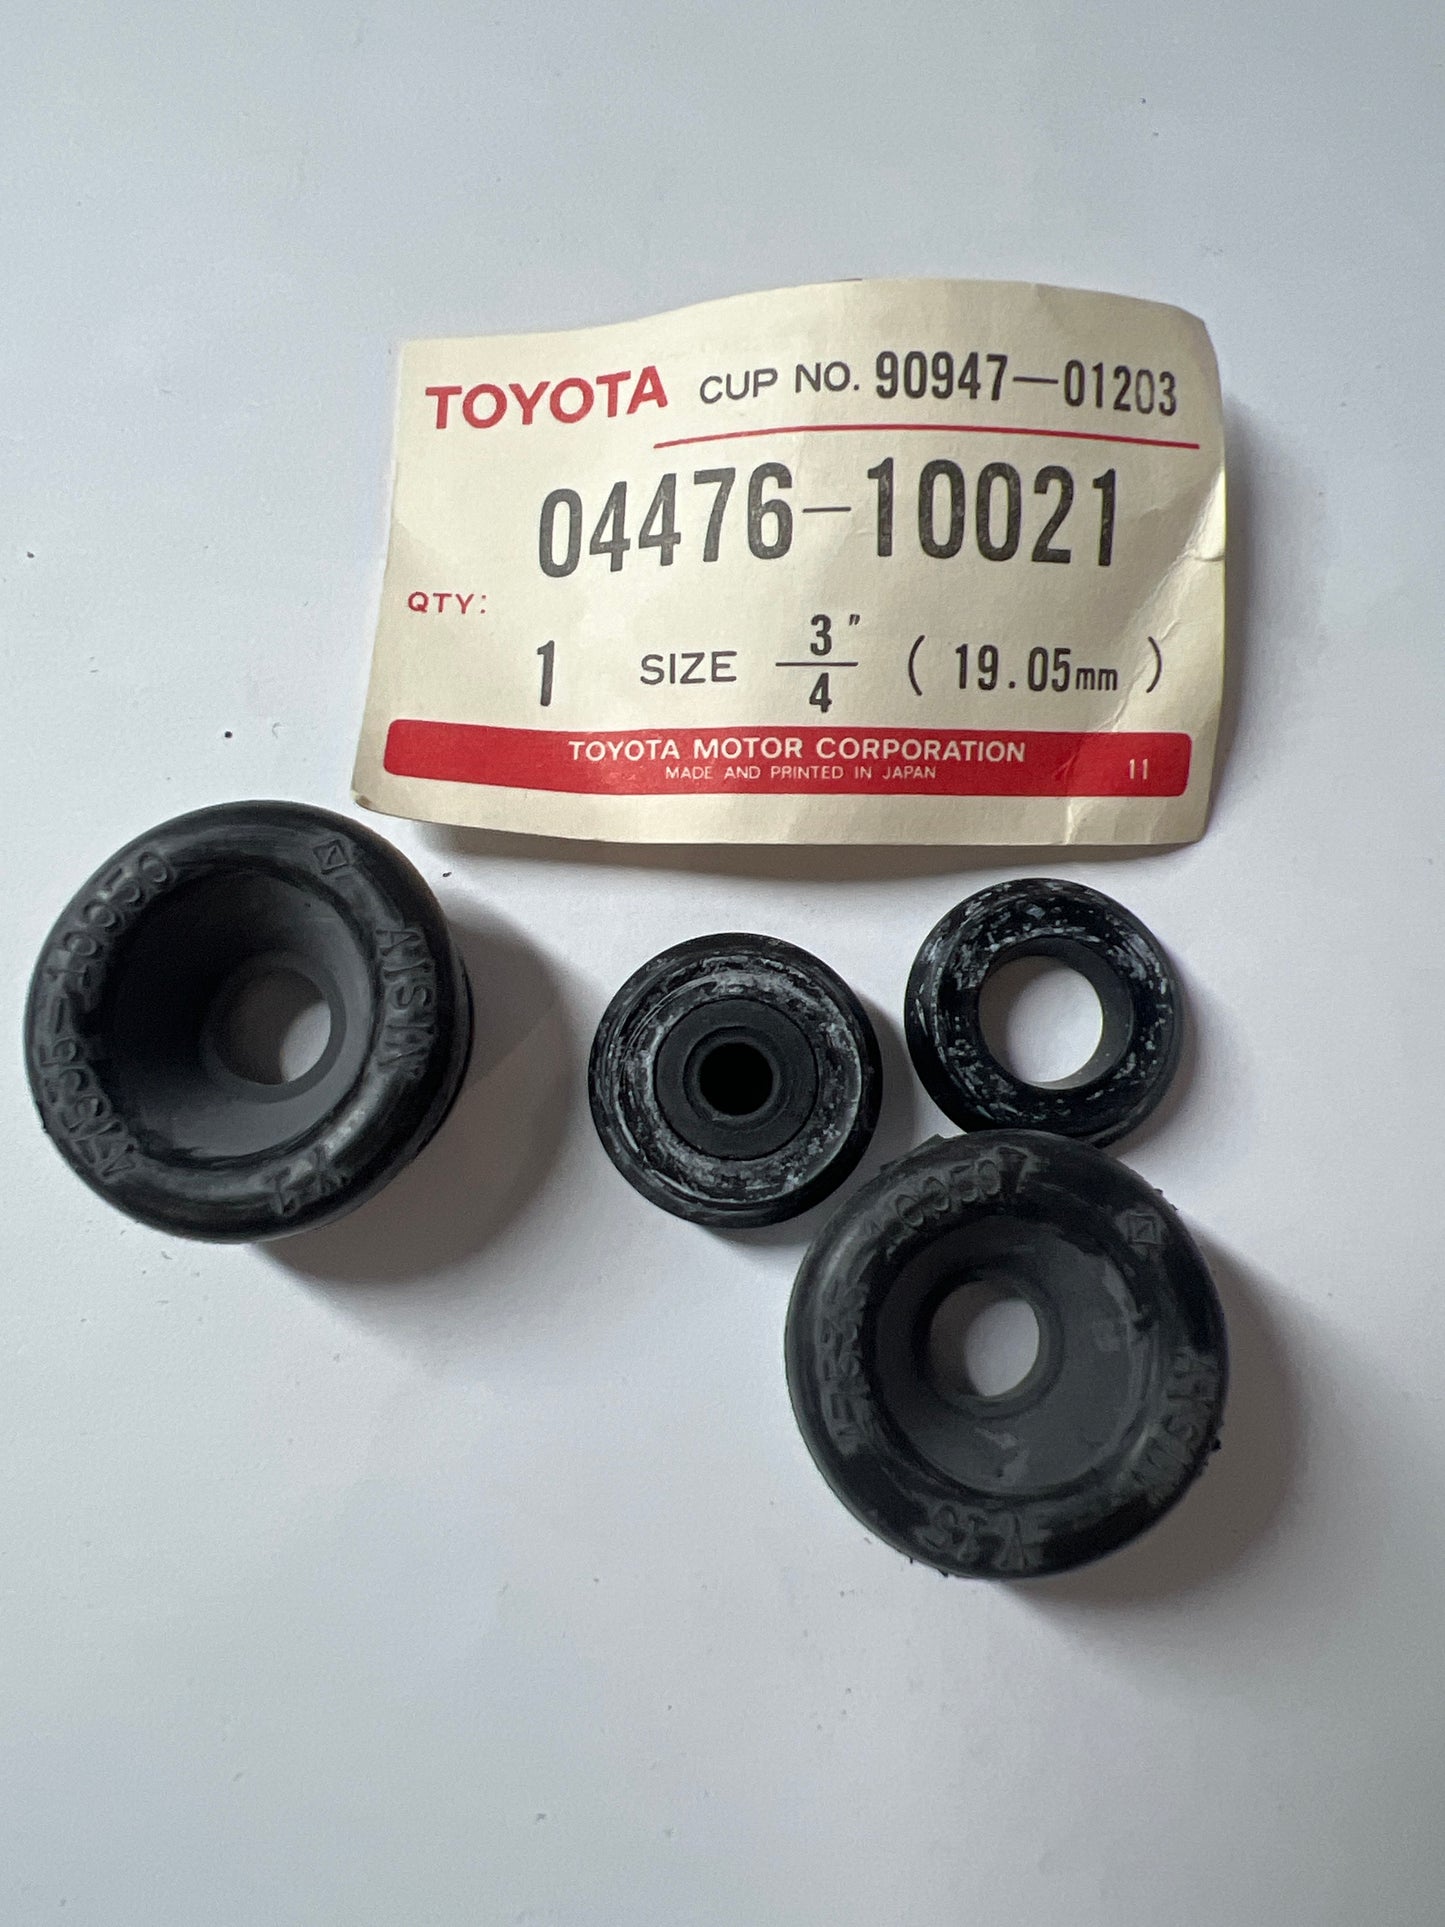 TOYOTA CUP NO. 90947-01203
04476-10021
QTY:
1 SIZE 3" / 4 ( 19.05mm )
TOYOTA MOTOR CORPORATION
MADE AND PRINTED IN JAPAN 11
AISIN
AISIN